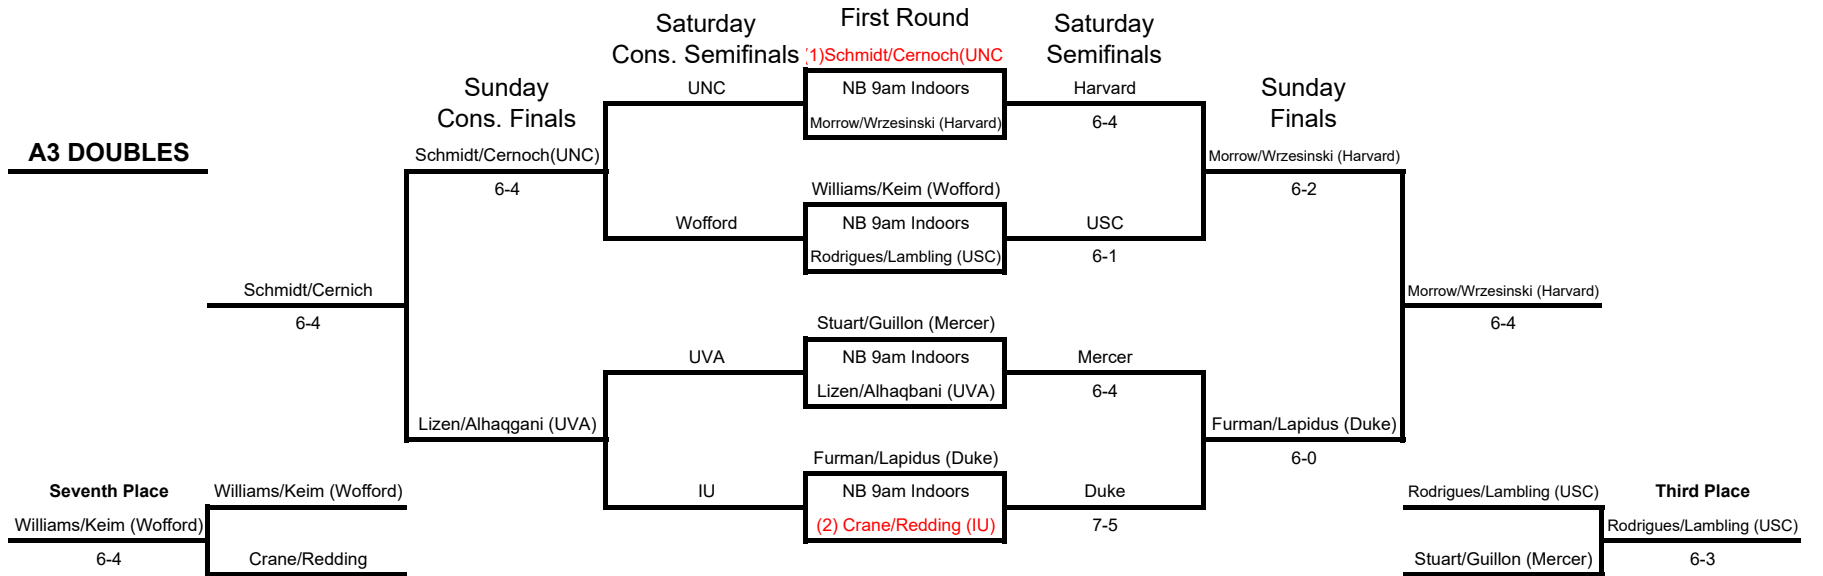 First Round
Saturday
Cons. Semifinals
Saturday
Semifinals
(1)Schmidt/Cernoch(UNC
Sunday
Cons. Finals
UNC
NB 9am Indoors
Harvard
Sunday
Finals
Morrow/Wrzesinski (Harvard)
6-4
A3 DOUBLES
Schmidt/Cernoch(UNC)
Morrow/Wrzesinski (Harvard)
6-4
Williams/Keim (Wofford)
6-2
Wofford
NB 9am Indoors
USC
Rodrigues/Lambling (USC)
6-1
Schmidt/Cernich
Morrow/Wrzesinski (Harvard)
6-4
Stuart/Guillon (Mercer)
6-4
UVA
NB 9am Indoors
Mercer
Lizen/Alhaqbani (UVA)
6-4
Lizen/Alhaqgani (UVA)
Furman/Lapidus (Duke)
Furman/Lapidus (Duke)
6-0
Seventh Place
Williams/Keim (Wofford)
IU
NB 9am Indoors
Duke
Rodrigues/Lambling (USC)
Third Place
Williams/Keim (Wofford)
(2) Crane/Redding (IU)
7-5
Rodrigues/Lambling (USC)
6-4
Crane/Redding
Stuart/Guillon (Mercer)
6-3